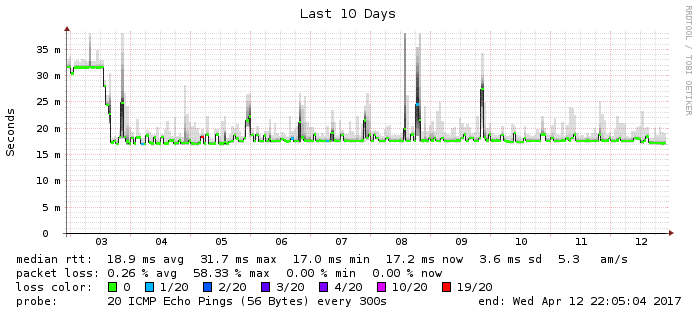 Last 10 Days
RRDTOOL / TOBI OETIKER
Seconds
35 m
30 m
25 m
20 m
15 m
10 m
5 m
0
03 04 05 06 07 08 09 10 11 12
median rtt: 18.9 ms avg 31.7 ms max 17.0 ms min 17.2 ms now 3.6 ms sd 5.3 am/s
packet loss: 0.26 % avg 58.33 % max 0.00 % min 0.00 % now
loss color: 0 1/20 2/20 3/20 4/20 10/20 19/20
probe: 20 ICMP Echo Pings (56 Bytes) every 300s end: Wed Apr 12 22:05:04 2017